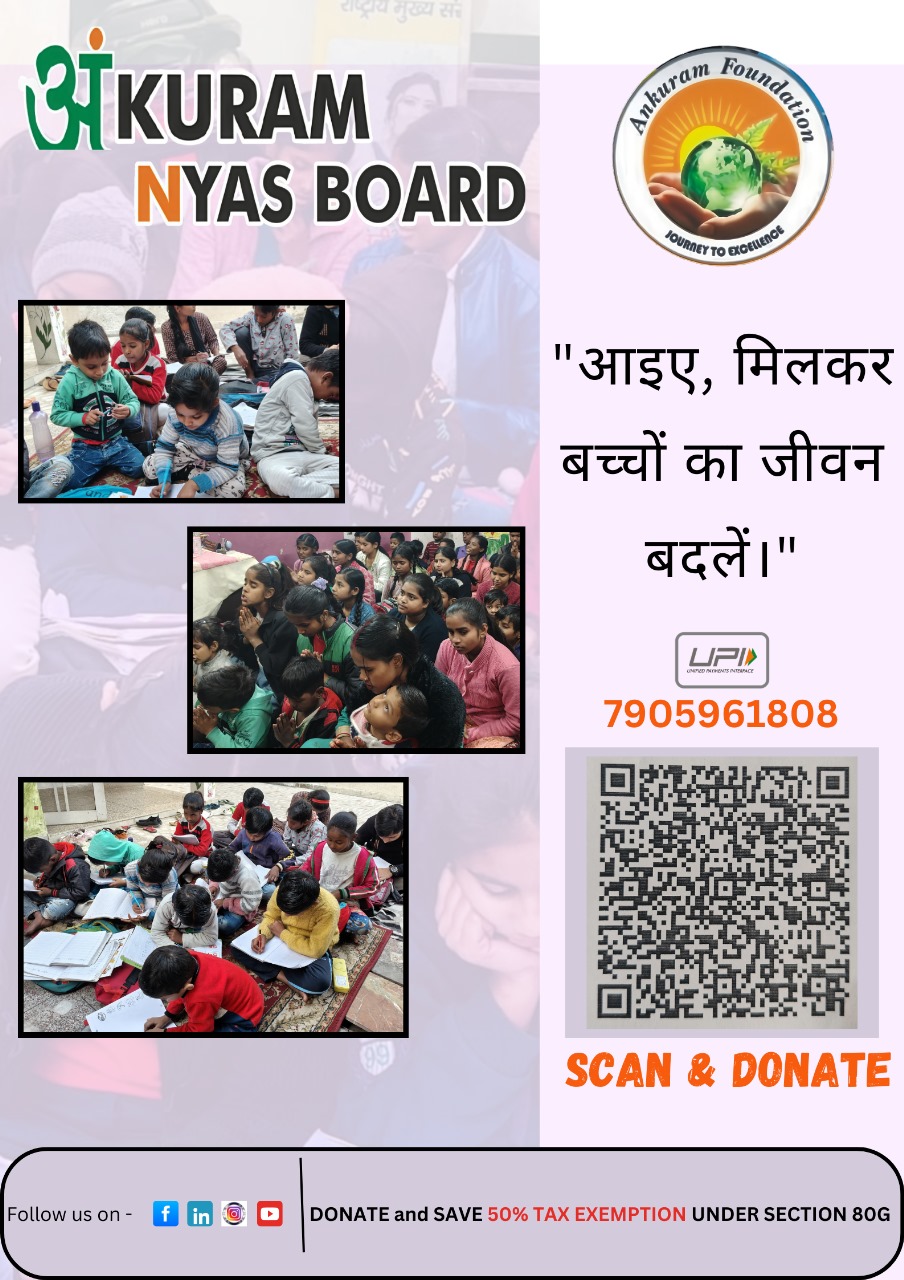 राष्ट्रीय मुख्य
अंKURAM
NYAS BOARD
Ankuram Foundation
JOURNEY TO EXCELLENCE
"आइए, मिलकर
बच्चों का जीवन
बदलें।"
UPI
UNIFIED PAYMENTS INTERFACE
7905961808
SCAN & DONATE
Follow us on -
DONATE and SAVE 50% TAX EXEMPTION UNDER SECTION 80G